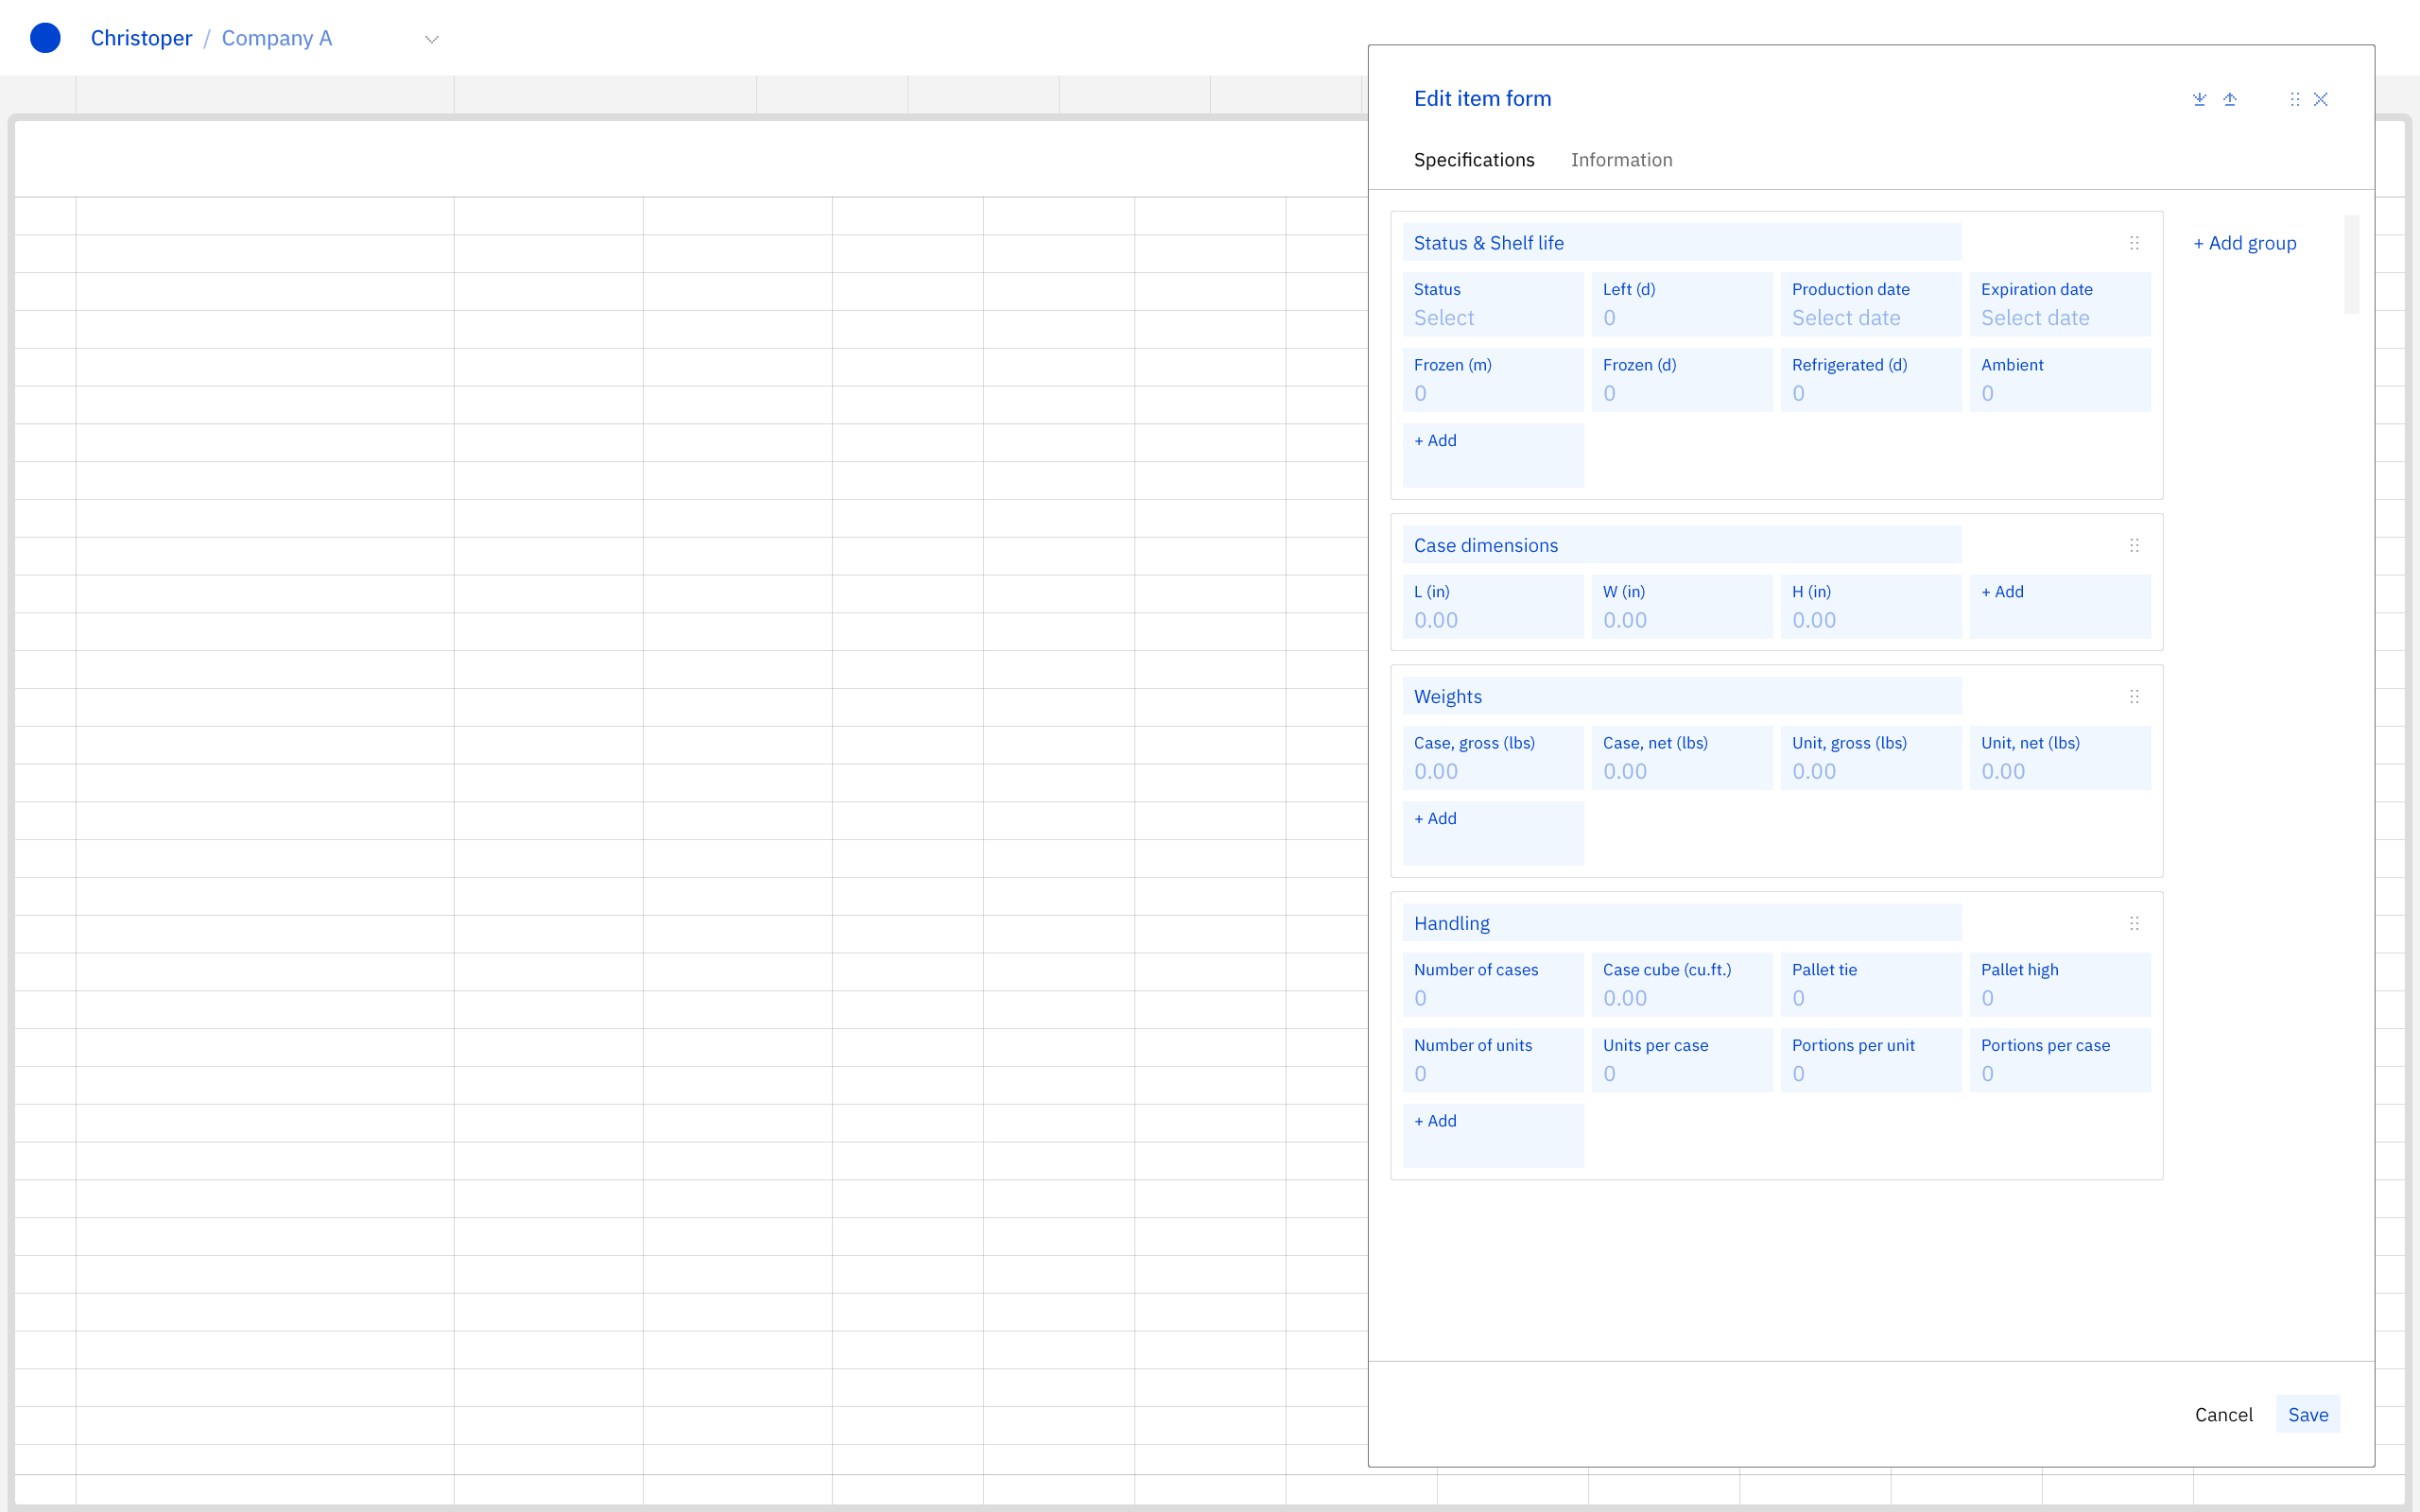 Christoper / Company A
Edit item form
Specifications Information
Status & Shelf life
+ Add group
Status Left (d) Production date Expiration date
Select 0 Select date Select date
Frozen (m) Frozen (d) Refrigerated (d) Ambient
0 0 0 0
+ Add
Case dimensions
L (in) W (in) H (in) + Add
0.00 0.00 0.00
Weights
Case, gross (lbs) Case, net (lbs) Unit, gross (lbs) Unit, net (lbs)
0.00 0.00 0.00 0.00
+ Add
Handling
Number of cases Case cube (cu.ft.) Pallet tie Pallet high
0 0.00 0 0
Number of units Units per case Portions per unit Portions per case
0 0 0 0
+ Add
Cancel Save